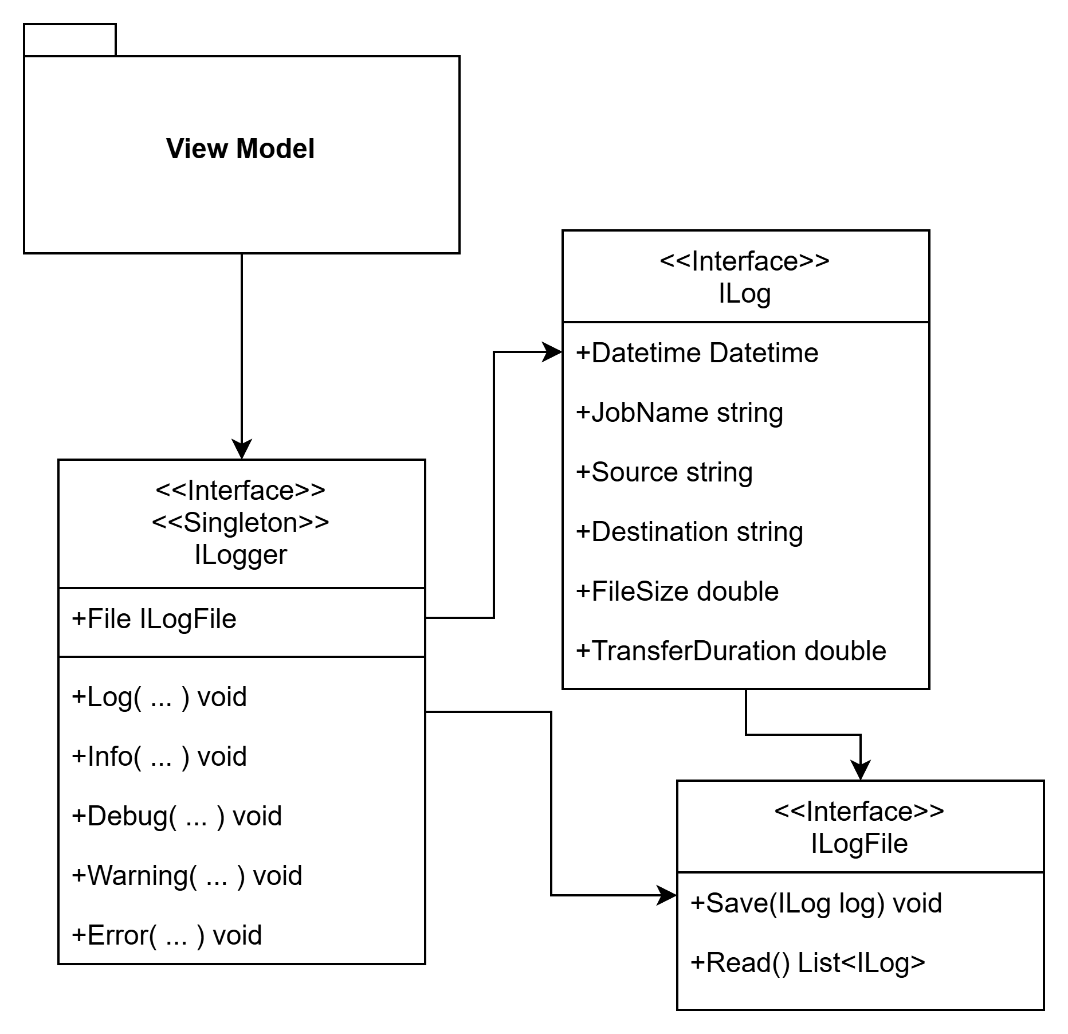 View Model
<<Interface>>
ILog
+Datetime Datetime
+JobName string
+Source string
+Destination string
+FileSize double
+TransferDuration double
<<Interface>>
<<Singleton>>
ILogger
+File ILogFile
+Log( ... ) void
+Info( ... ) void
+Debug( ... ) void
+Warning( ... ) void
+Error( ... ) void
<<Interface>>
ILogFile
+Save(ILog log) void
+Read() List<ILog>